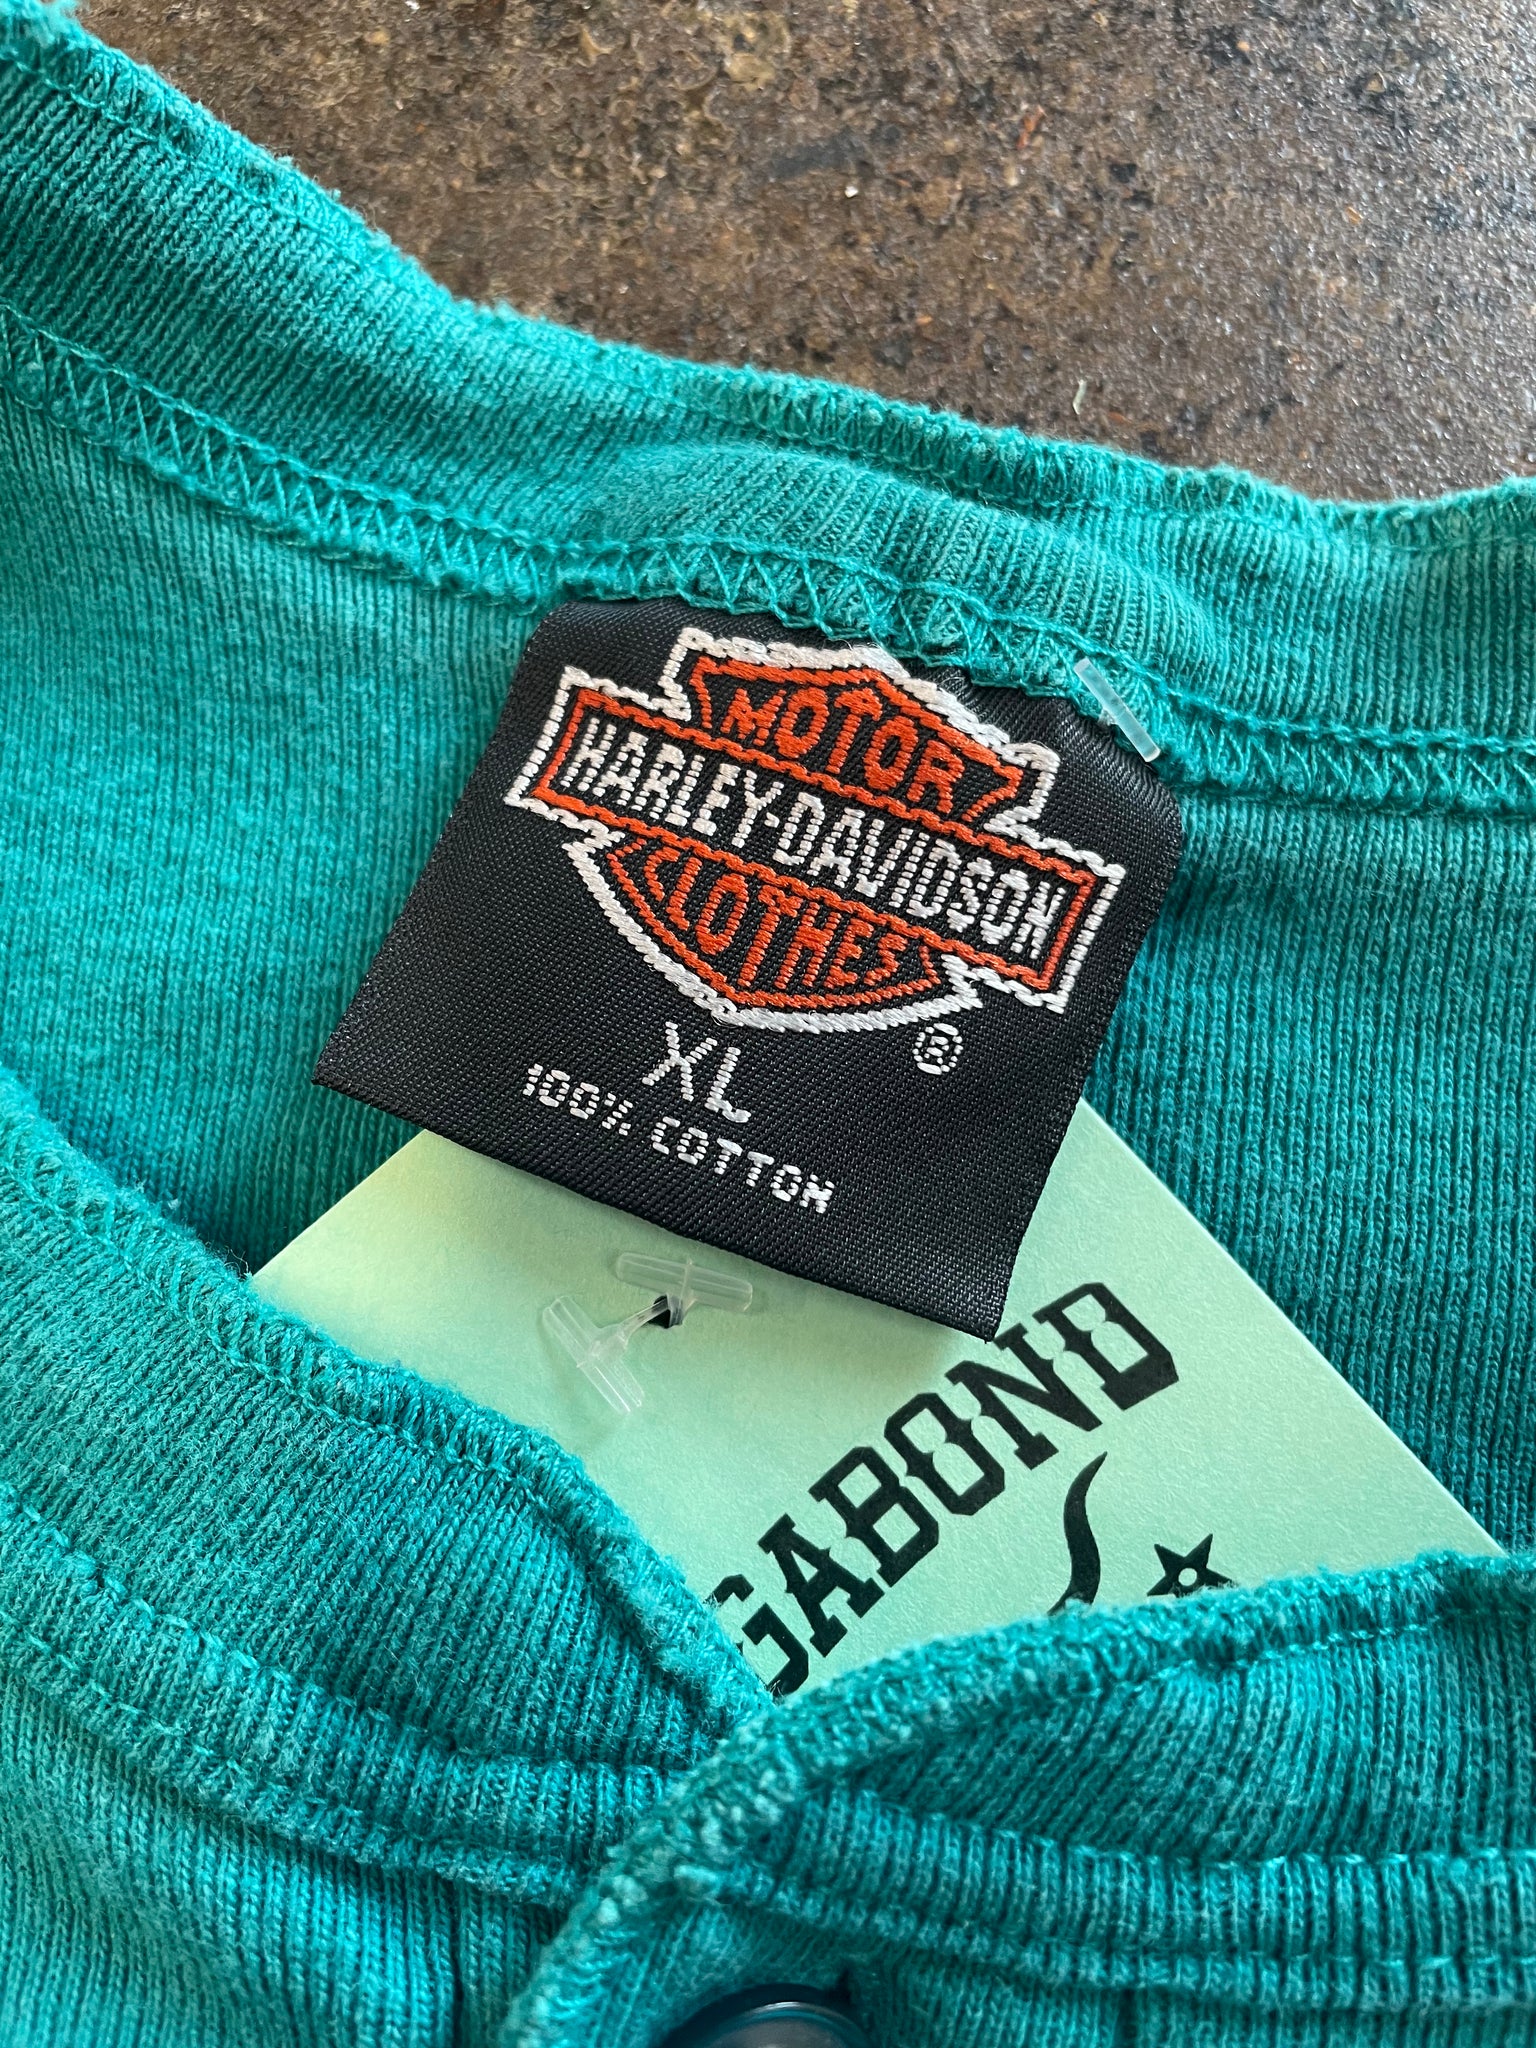 MOTOR
HARLEY-DAVIDSON
CLOTHES
®
XL
100% COTTON
GABOND